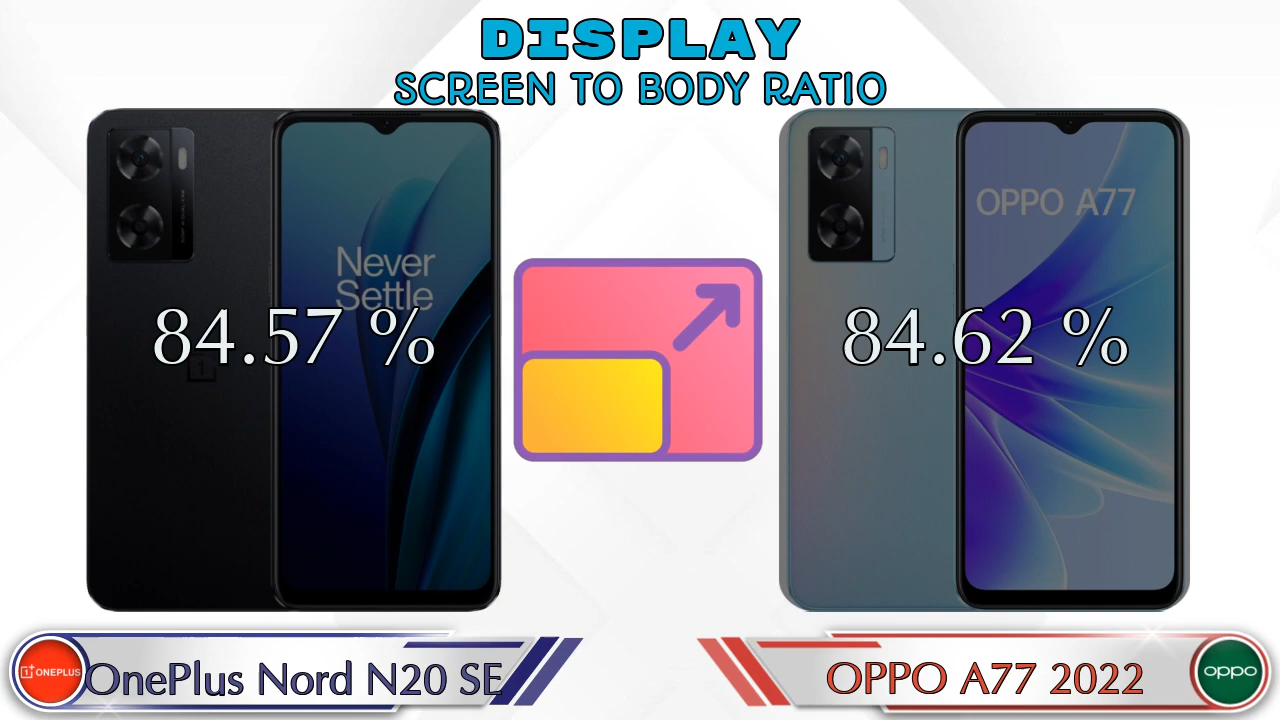 DISPLAY
SCREEN TO BODY RATIO
Never
Settle
84.57 %
OPPO A77
84.62 %
1+ ONEPLUS
OnePlus Nord N20 SE
OPPO A77 2022
oppo